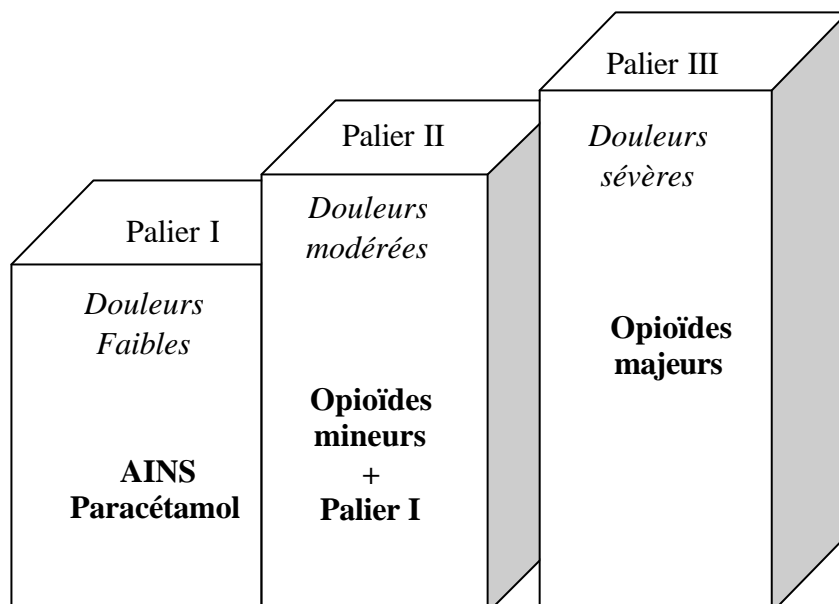 Palier I
Douleurs
Faibles
AINS
Paracétamol
Palier II
Douleurs
modérées
Opioïdes
mineurs
+
Palier I
Palier III
Douleurs
sévères
Opioïdes
majeurs